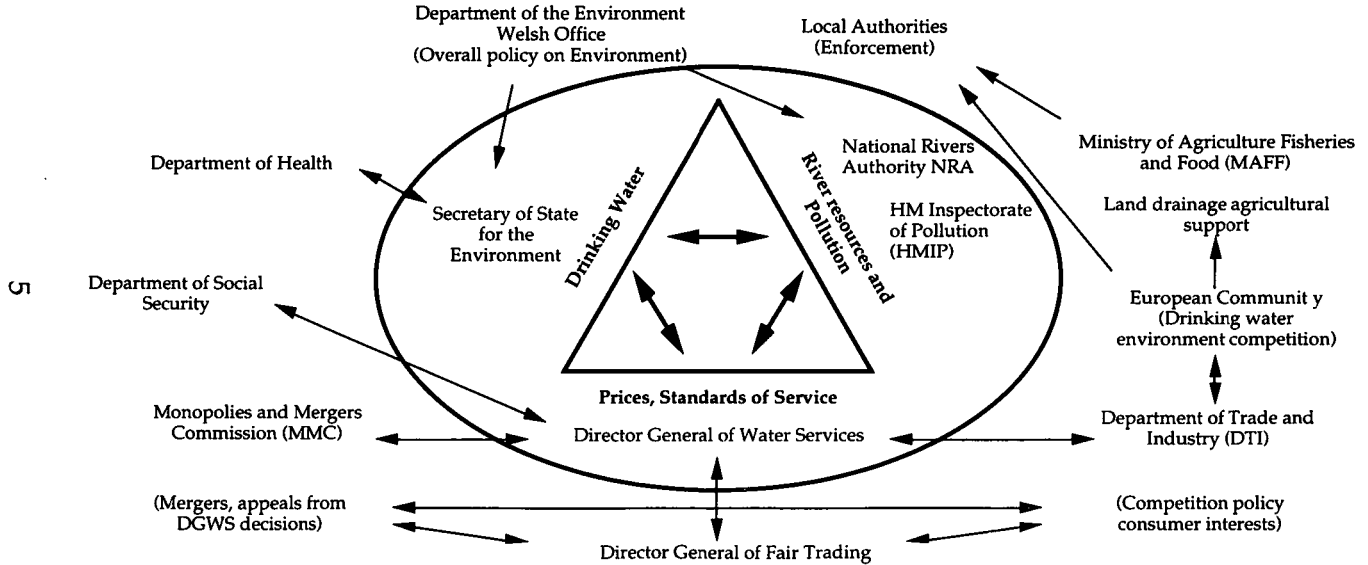 Department of the Environment
Welsh Office
(Overall policy on Environment)
Local Authorities
(Enforcement)
Ministry of Agriculture Fisheries
and Food (MAFF)
National Rivers
Authority NRA
Department of Health
Land drainage agricultural
support
HM Inspectorate
of Pollution
(HMIP)
Secretary of State
for the
Environment
Drinking Water
River resources and
Pollution
5
Department of Social
Security
European Communit y
(Drinking water
environment competition)
Prices, Standards of Service
Monopolies and Mergers
Commission (MMC)
Director General of Water Services
Department of Trade and
Industry (DTI)
(Mergers, appeals from
DGWS decisions)
(Competition policy
consumer interests)
Director General of Fair Trading